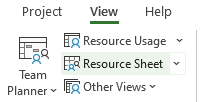 Project View Help
Resource Usage
Team Planner
Resource Sheet
Other Views